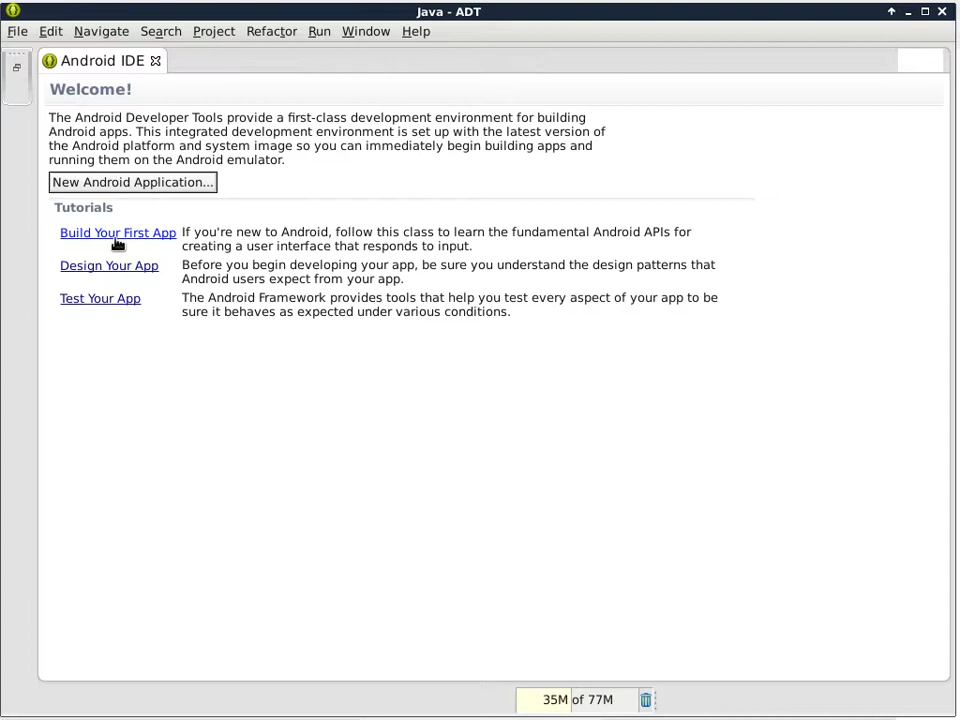 Java - ADT
File Edit Navigate Search Project Refactor Run Window Help
Android IDE
Welcome!
The Android Developer Tools provide a first-class development environment for building
Android apps. This integrated development environment is set up with the latest version of
the Android platform and system image so you can immediately begin building apps and
running them on the Android emulator.
New Android Application...
Tutorials
Build Your First App If you're new to Android, follow this class to learn the fundamental Android APIs for
creating a user interface that responds to input.
Design Your App Before you begin developing your app, be sure you understand the design patterns that
Android users expect from your app.
Test Your App The Android Framework provides tools that help you test every aspect of your app to be
sure it behaves as expected under various conditions.
35M of 77M